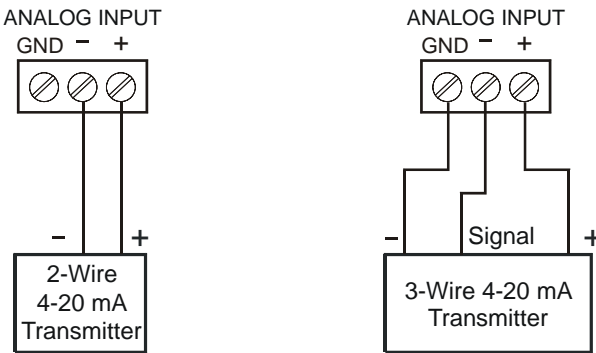 ANALOG INPUT
GND - +
- +
2-Wire
4-20 mA
Transmitter
ANALOG INPUT
GND - +
- Signal +
3-Wire 4-20 mA
Transmitter